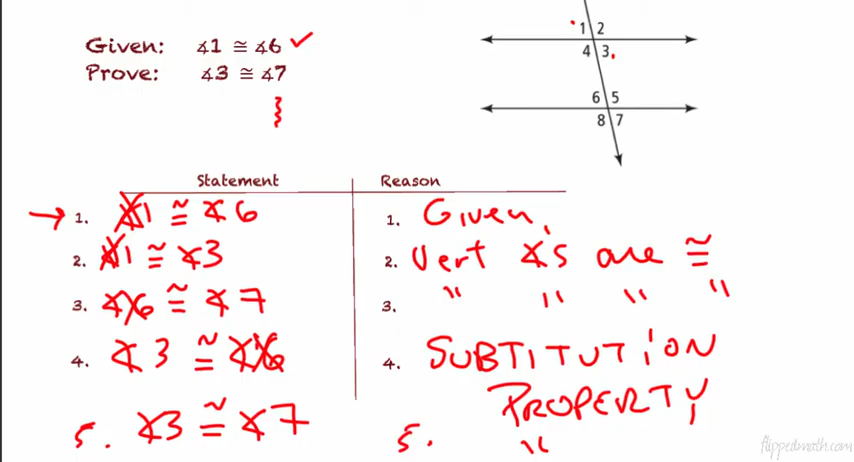 Given: ∡1 ≅ ∡6 ✓
Prove: ∡3 ≅ ∡7
1 2
4 3
6 5
8 7
Statement Reason
1. ∡1 ≅ ∡6 1. Given
2. ∡1 ≅ ∡3 2. Vert ∡s are ≅
3. ∡6 ≅ ∡7 3. " " " "
4. ∡3 ≅ ∡6 4. SUBTITUTION
PROPERTY
5. ∡3 ≅ ∡7 5. "
flippedmath.com